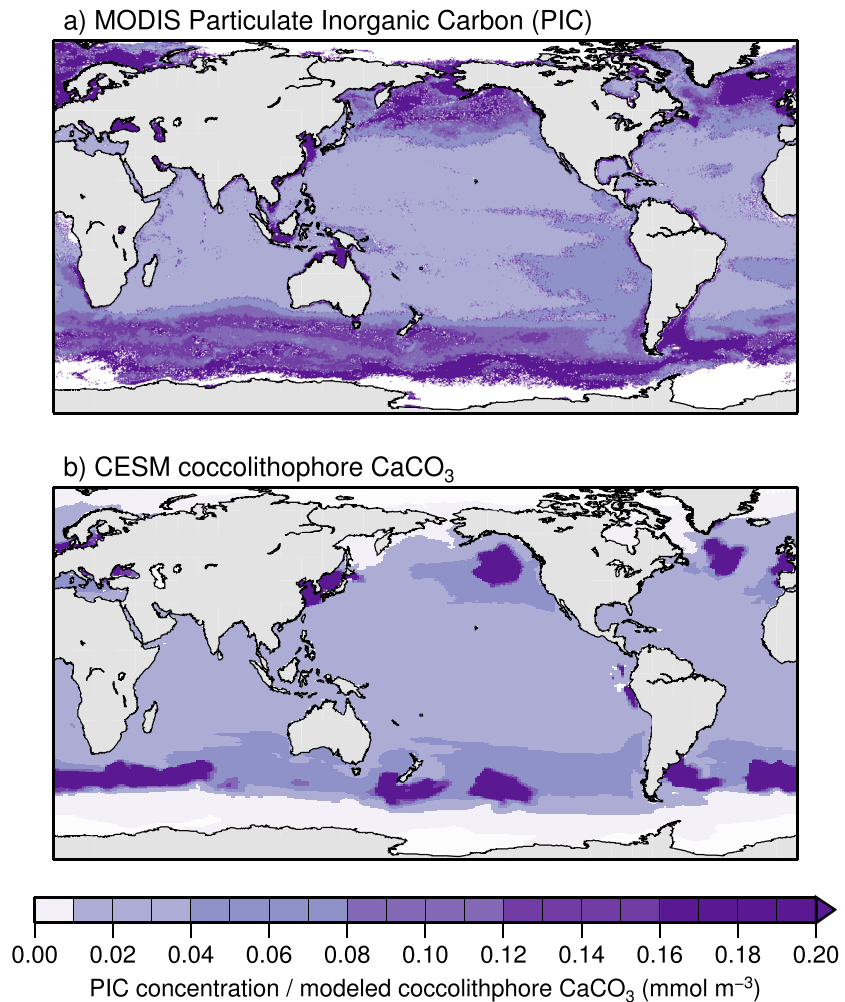 a) MODIS Particulate Inorganic Carbon (PIC)
b) CESM coccolithophore CaCO₃
0.00 0.02 0.04 0.06 0.08 0.10 0.12 0.14 0.16 0.18 0.20
PIC concentration / modeled coccolithphore CaCO₃ (mmol m⁻³)